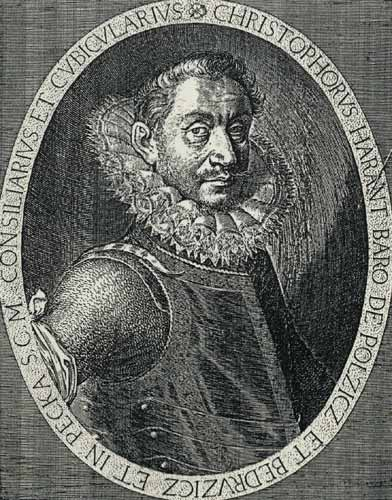 CHRISTOPHORVS HARANT BARO DE POLZICZ ET BEDRVZICZ ET IN PECKA S. C. M. CONSILIARIVS ET CVBICVLARIVS